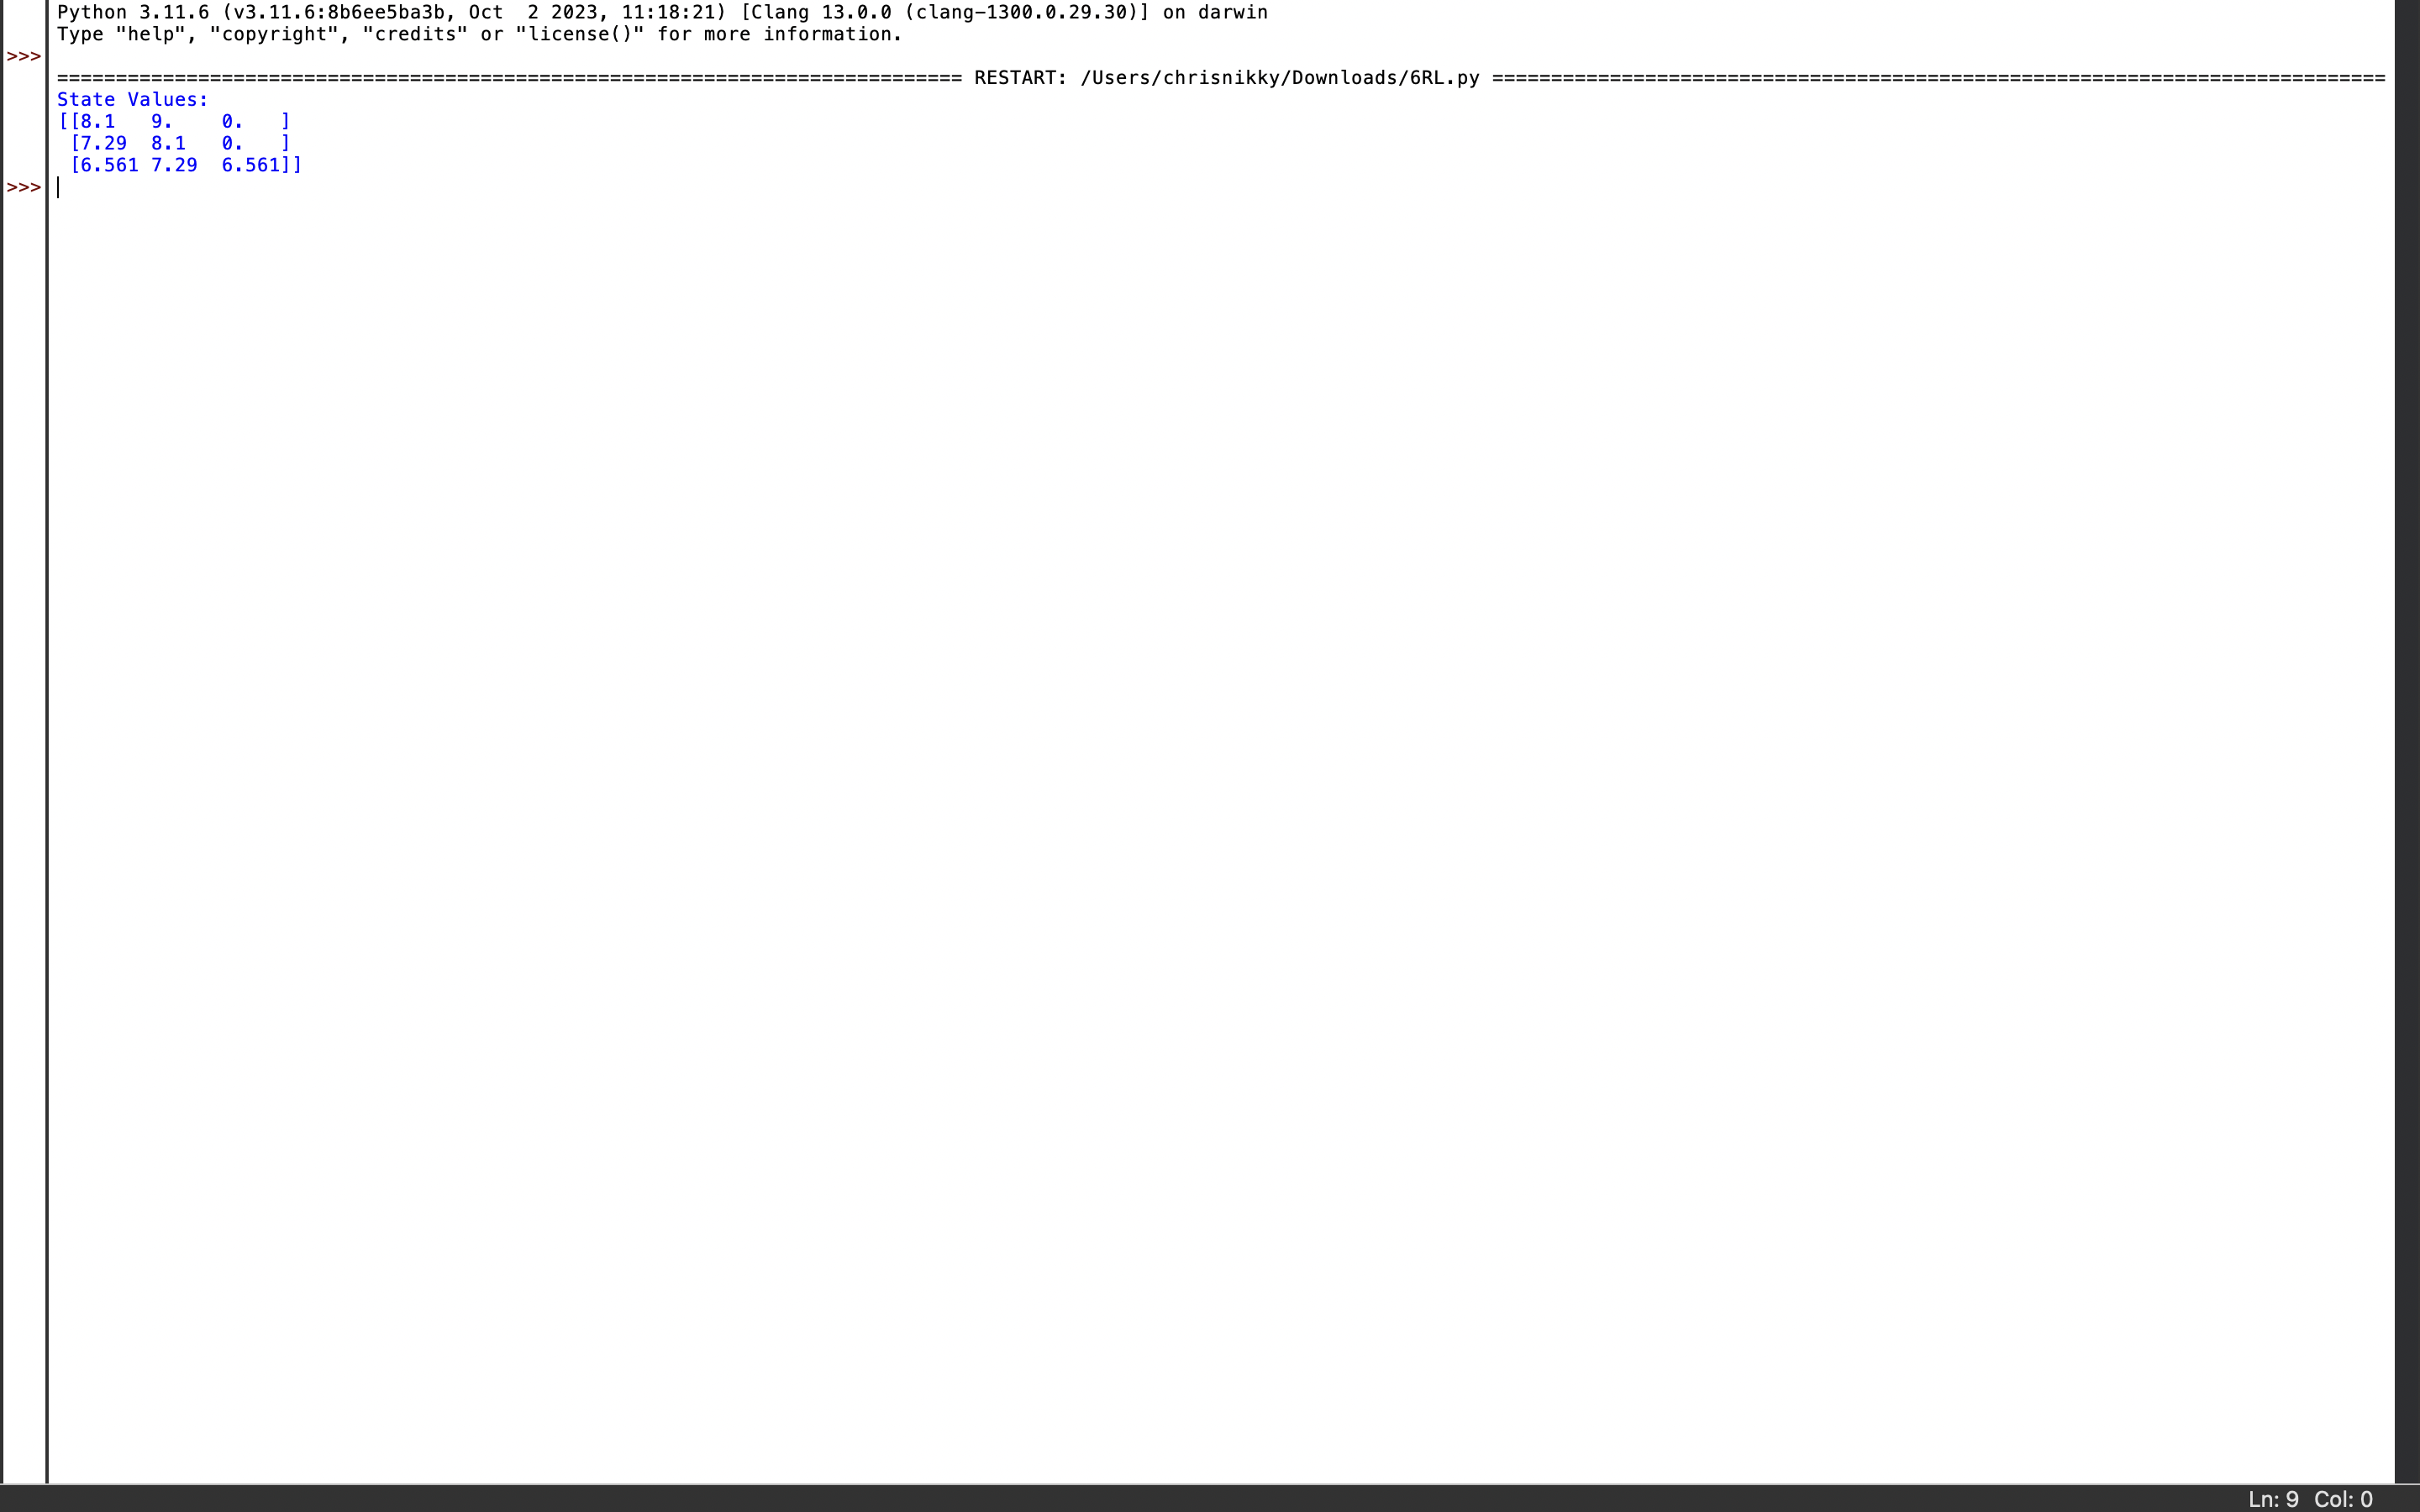 Python 3.11.6 (v3.11.6:8b6ee5ba3b, Oct  2 2023, 11:18:21) [Clang 13.0.0 (clang-1300.0.29.30)] on darwin
Type "help", "copyright", "credits" or "license()" for more information.
>>>
============================================================================= RESTART: /Users/chrisnikky/Downloads/6RL.py ============================================================================
State Values:
[[8.1   9.    0.   ]
 [7.29  8.1   0.   ]
 [6.561 7.29  6.561]]
>>>
Ln: 9  Col: 0